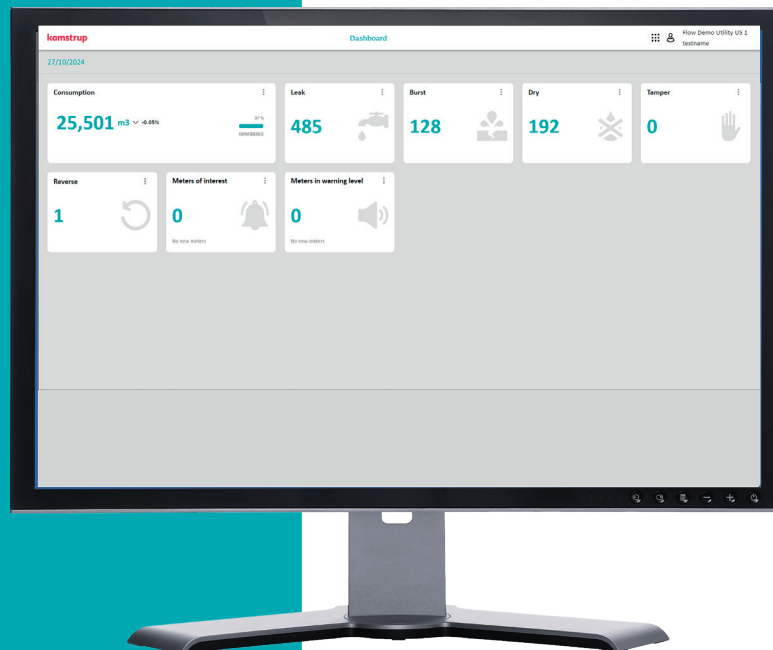 kamstrup
Dashboard
Flow Demo Utility US 1
testname
27/10/2024
Consumption
25,501 m3 -0.09%
97%
CONFIDENCE
Leak
485
Burst
128
Dry
192
Tamper
0
Reverse
1
Meters of interest
0
No new meters
Meters in warning level
0
No new meters